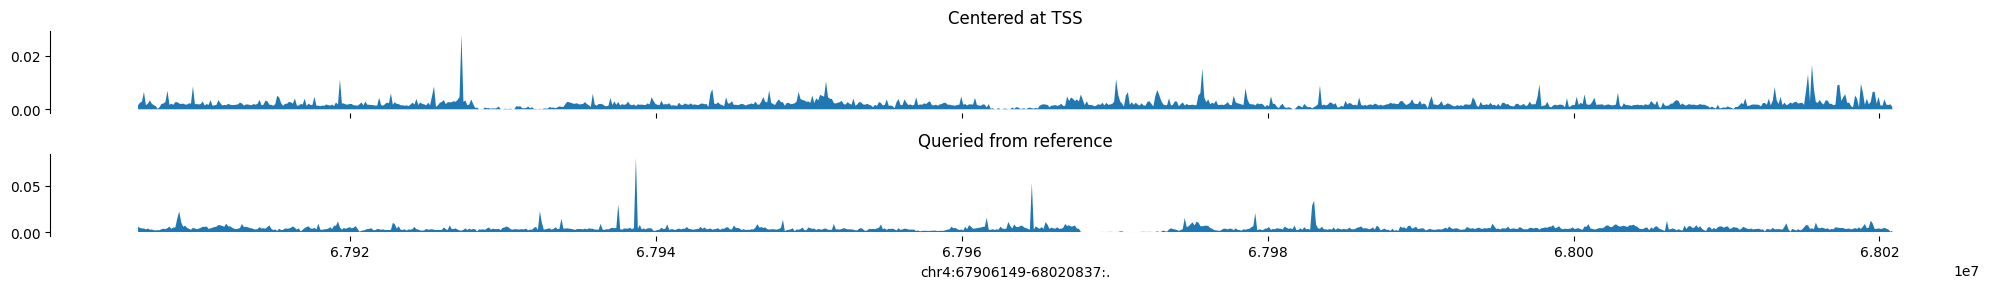 Centered at TSS
0.02
0.00
Queried from reference
0.05
0.00
6.792 6.794 6.796 6.798 6.800 6.802
chr4:67906149-68020837:.
1e7